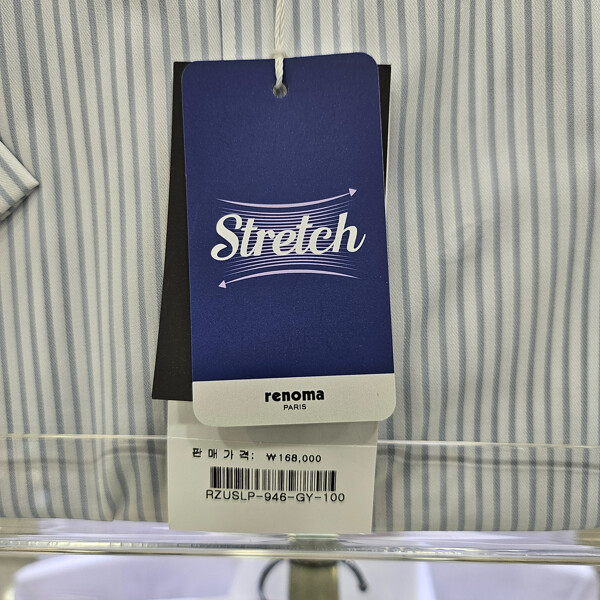 Stretch
renoma
PARIS
판매가격: ₩168,000
RZUSLP-946-GY-100